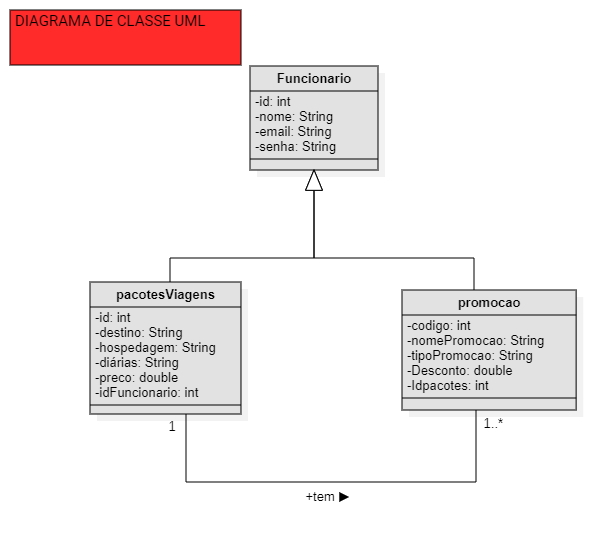 DIAGRAMA DE CLASSE UML
Funcionario
-id: int
-nome: String
-email: String
-senha: String
pacotesViagens
-id: int
-destino: String
-hospedagem: String
-diárias: String
-preco: double
-idFuncionario: int
promocao
-codigo: int
-nomePromocao: String
-tipoPromocao: String
-Desconto: double
-Idpacotes: int
1
1..*
+tem ▶